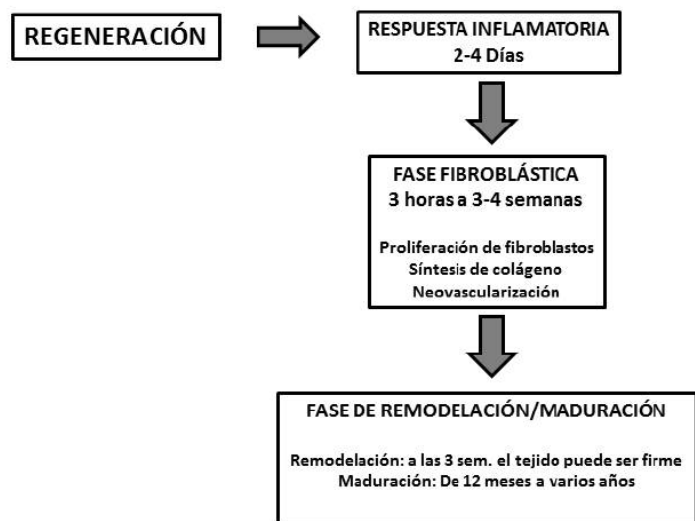 REGENERACIÓN
RESPUESTA INFLAMATORIA
2-4 Días
FASE FIBROBLÁSTICA
3 horas a 3-4 semanas
Proliferación de fibroblastos
Síntesis de colágeno
Neovascularización
FASE DE REMODELACIÓN/MADURACIÓN
Remodelación: a las 3 sem. el tejido puede ser firme
Maduración: De 12 meses a varios años